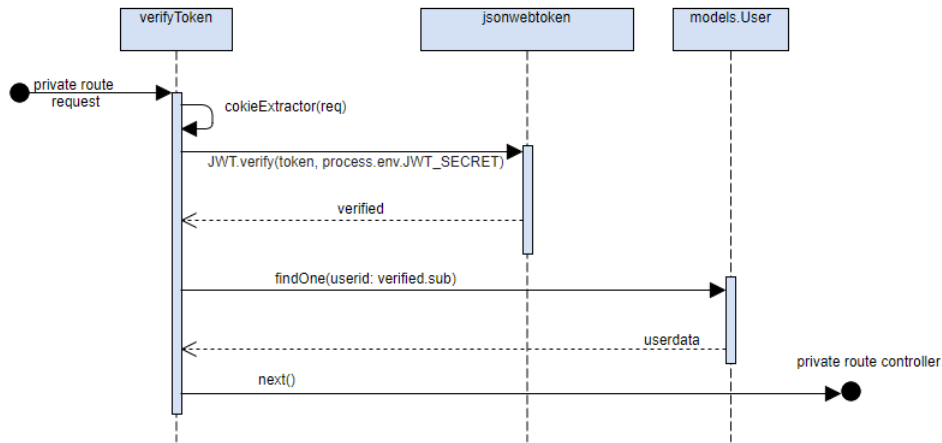 verifyToken
jsonwebtoken
models.User
private route
request
cokieExtractor(req)
JWT.verify(token, process.env.JWT_SECRET)
verified
findOne(userid: verified.sub)
userdata
private route controller
next()